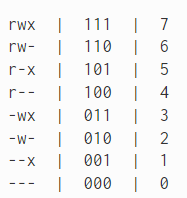 rwx | 111 | 7
rw- | 110 | 6
r-x | 101 | 5
r-- | 100 | 4
-wx | 011 | 3
-w- | 010 | 2
--x | 001 | 1
--- | 000 | 0